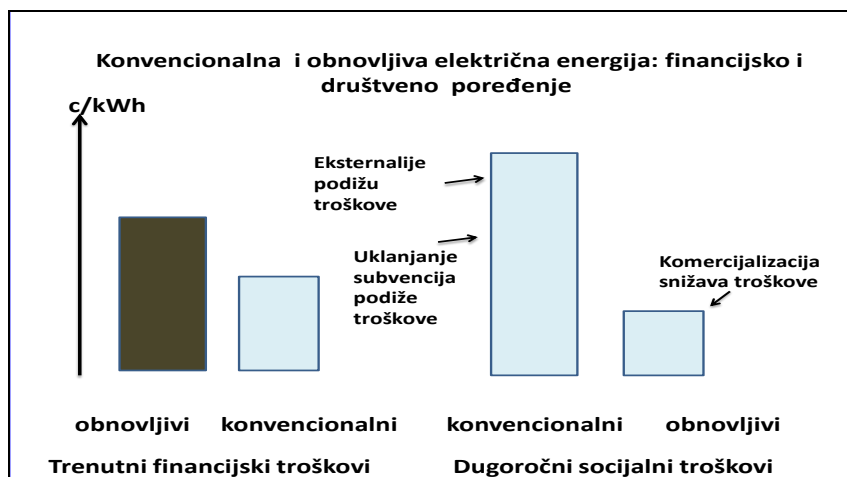 Konvencionalna i obnovljiva električna energija: financijsko i
društveno poređenje
c/kWh
Eksternalije
podižu
troškove
Uklanjanje
subvencija
podiže
troškove
Komercijalizacija
snižava troškove
obnovljivi konvencionalni konvencionalni obnovljivi
Trenutni financijski troškovi Dugoročni socijalni troškovi